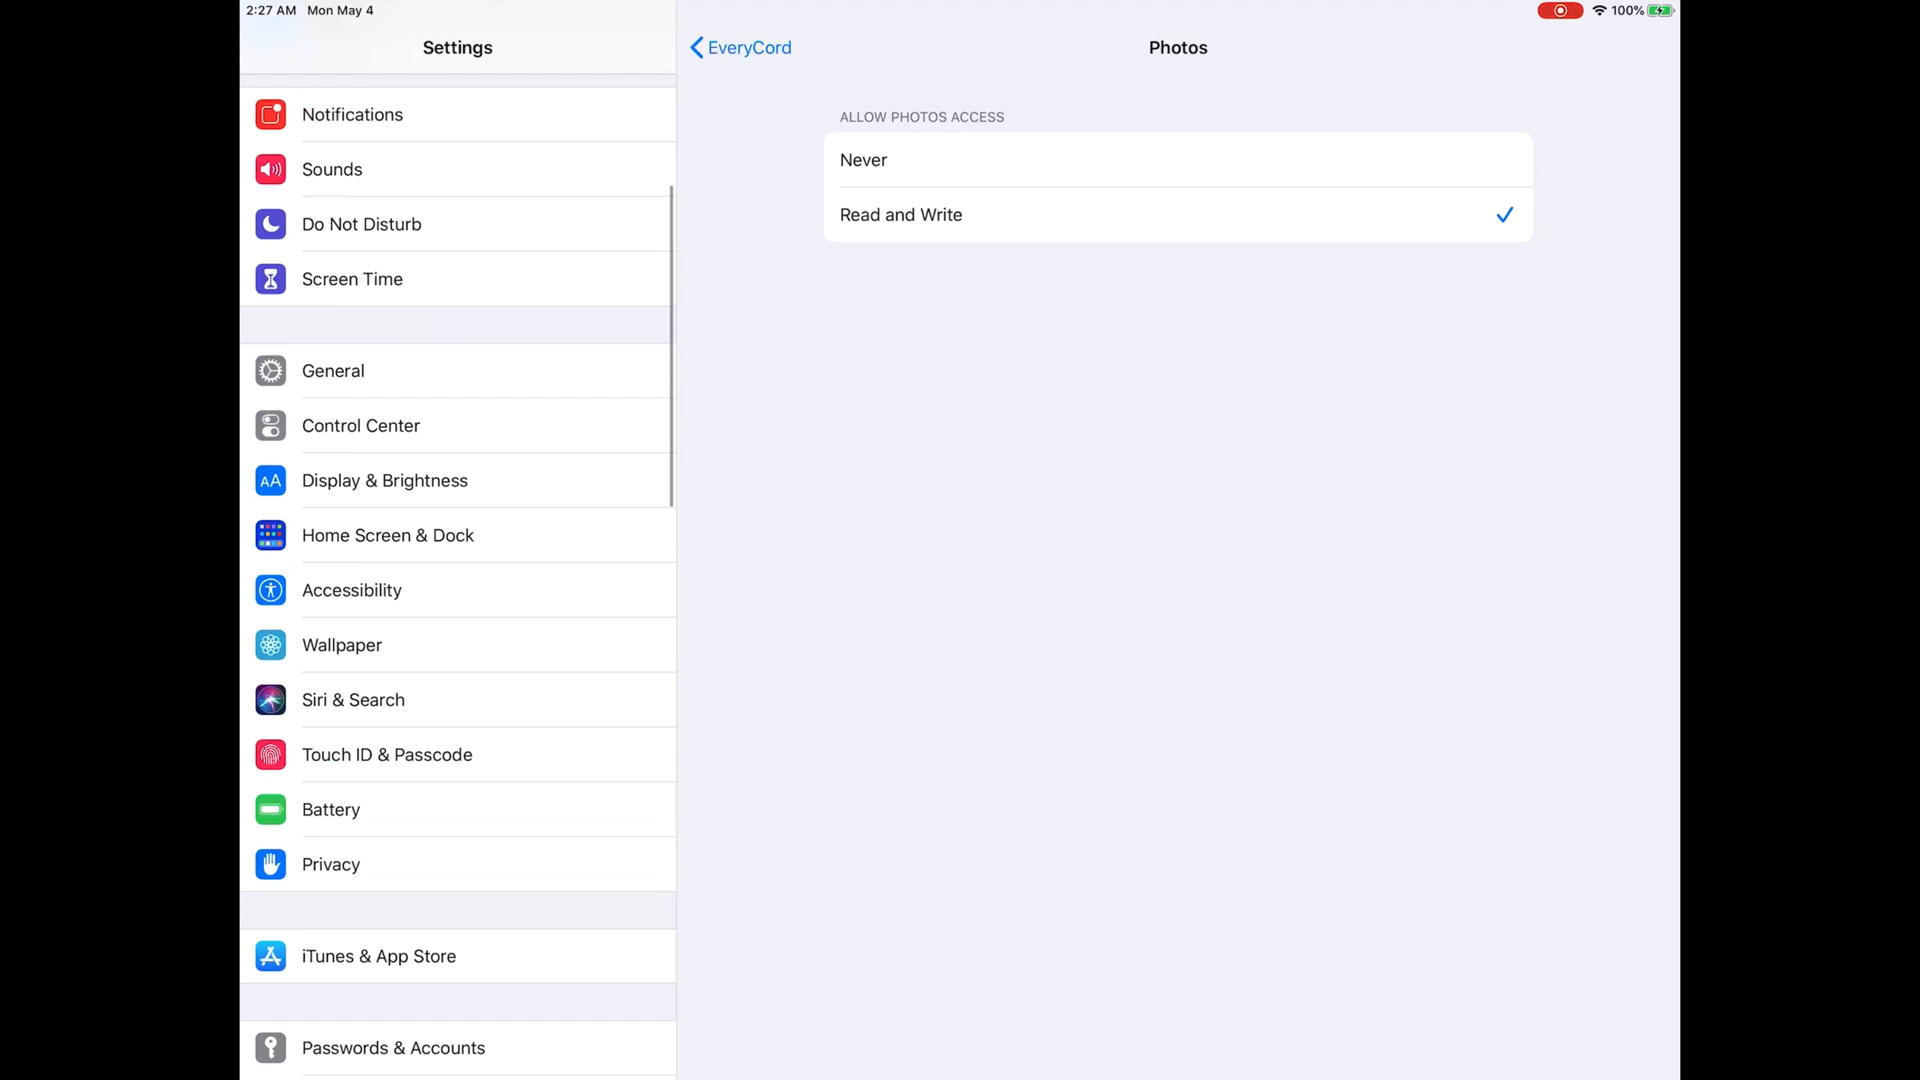 2:27 AM Mon May 4
100%
Settings
EveryCord
Photos
Notifications
Sounds
Do Not Disturb
Screen Time
General
Control Center
AA Display & Brightness
Home Screen & Dock
Accessibility
Wallpaper
Siri & Search
Touch ID & Passcode
Battery
Privacy
iTunes & App Store
Passwords & Accounts
ALLOW PHOTOS ACCESS
Never
Read and Write